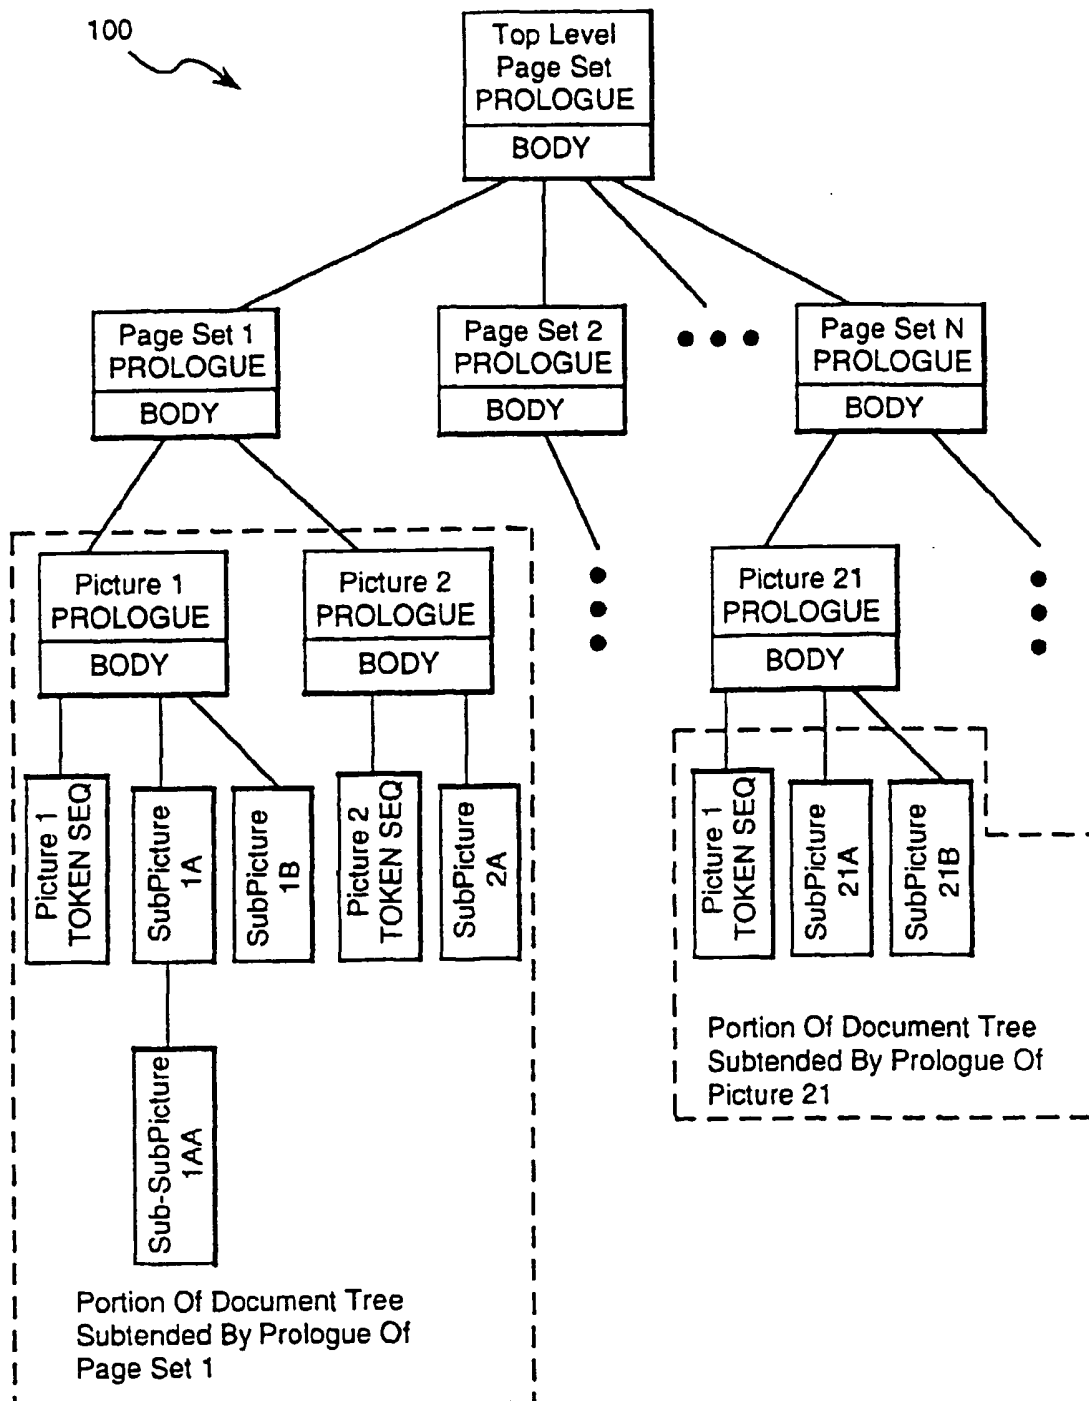 100
Top Level
Page Set
PROLOGUE
BODY
Page Set 1
PROLOGUE
BODY
Page Set 2
PROLOGUE
BODY
Page Set N
PROLOGUE
BODY
Picture 1
PROLOGUE
BODY
Picture 2
PROLOGUE
BODY
Picture 21
PROLOGUE
BODY
Picture 1
TOKEN SEQ
SubPicture
1A
SubPicture
1B
Picture 2
TOKEN SEQ
SubPicture
2A
Picture 1
TOKEN SEQ
SubPicture
21A
SubPicture
21B
Sub-SubPicture
1AA
Portion Of Document Tree
Subtended By Prologue Of
Picture 21
Portion Of Document Tree
Subtended By Prologue Of
Page Set 1